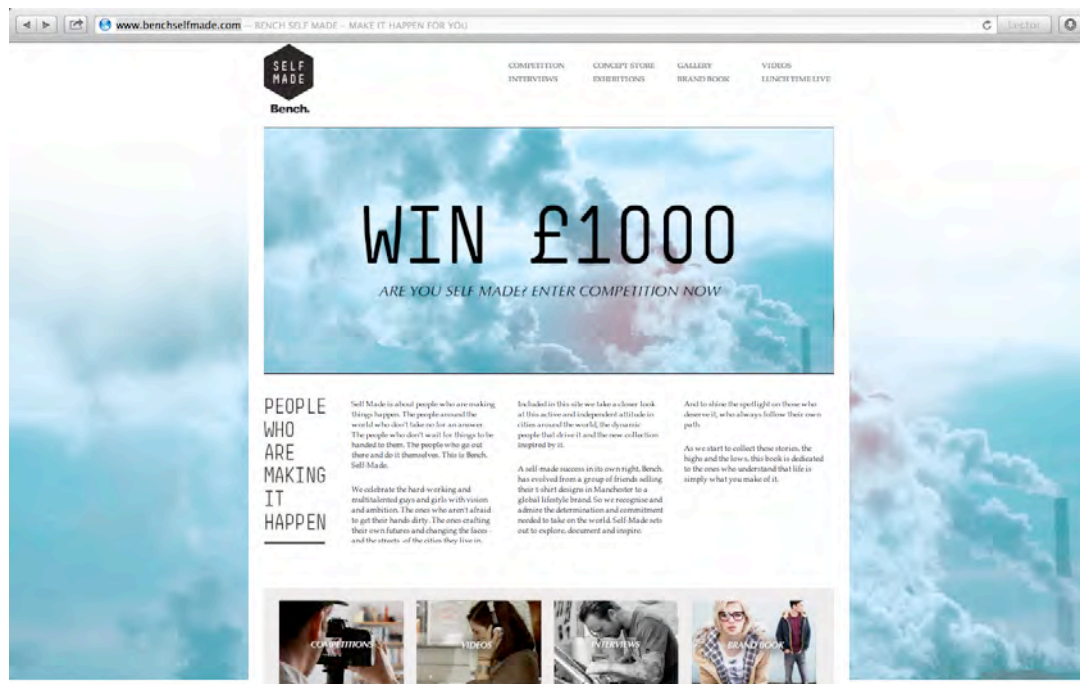 www.benchselfmade.com — BENCH SELF MADE — MAKE IT HAPPEN FOR YOU
Lector
SELF
MADE
Bench.
COMPETITION
INTERVIEWS
CONCEPT STORE
EXHIBITIONS
GALLERY
BRAND BOOK
VIDEOS
LUNCH TIME LIVE
WIN £1000
ARE YOU SELF MADE? ENTER COMPETITION NOW
PEOPLE
WHO
ARE
MAKING
IT
HAPPEN
Self Made is about people who are making
things happen. The people around the
world who don't take no for an answer.
The people who don't wait for things to be
handed to them. The people who go out
there and do it themselves. This is Bench.
Self-Made.
We celebrate the hard-working and
multitalented guys and girls with vision
and ambition. The ones who aren't afraid
to get their hands dirty. The ones crafting
their own futures and changing the faces
and the streets of the cities they live in.
Included in this site we take a closer look
at this active and independent attitude in
cities around the world, the dynamic
people that drive it and the new collection
inspired by it.
A self-made success in its own right, Bench.
has evolved from a group of friends selling
their t-shirt designs in Manchester to a
global lifestyle brand. So we recognise and
admire the determination and commitment
needed to take on the world. Self-Made sets
out to explore, document and inspire.
And to shine the spotlight on those who
deserve it, who always follow their own
path.
As we start to collect these stories, the
highs and the lows, this book is dedicated
to the ones who understand that life is
simply what you make of it.
COMPETITIONS
VIDEOS
INTERVIEWS
BRAND BOOK